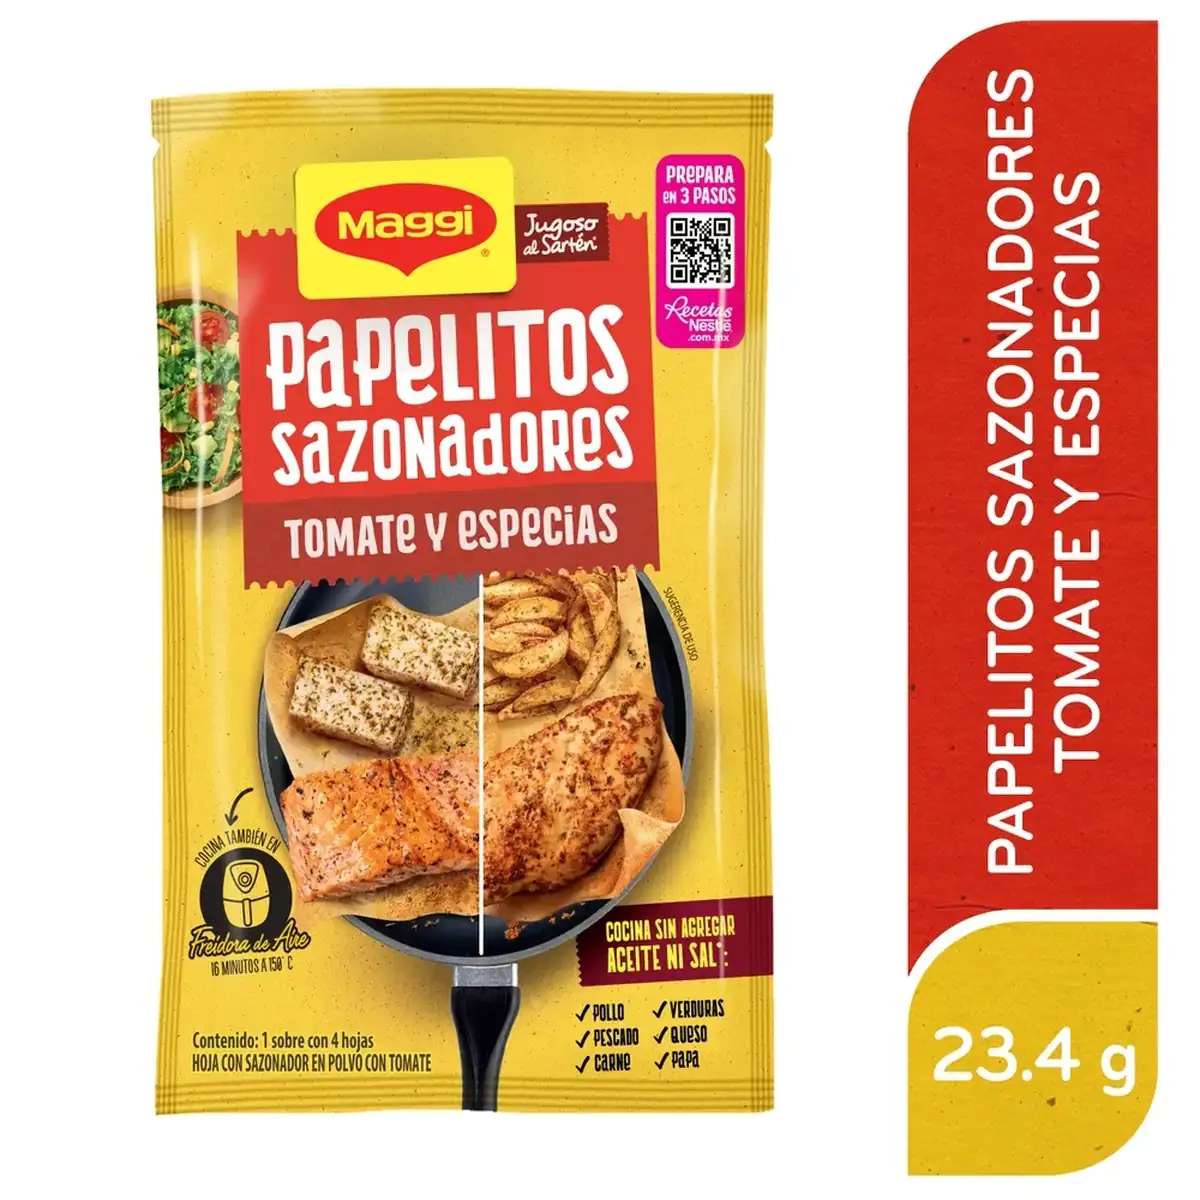 Maggi
®
Jugoso
al Sartén
PREPARA
EN 3 PASOS
Recetas
Nestlé
.com.mx
PAPELITOS
SAZONADORES
TOMATE Y ESPECIAS
SUGERENCIA DE USO
COCINA TAMBIÉN EN
Freidora de Aire
16 MINUTOS A 150° C
COCINA SIN AGREGAR
ACEITE NI SAL*:
✓ POLLO ✓ VERDURAS
✓ PESCADO ✓ QUESO
✓ CARNE ✓ PAPA
Contenido: 1 sobre con 4 hojas
HOJA CON SAZONADOR EN POLVO CON TOMATE
PAPELITOS SAZONADORES
TOMATE Y ESPECIAS
23.4 g